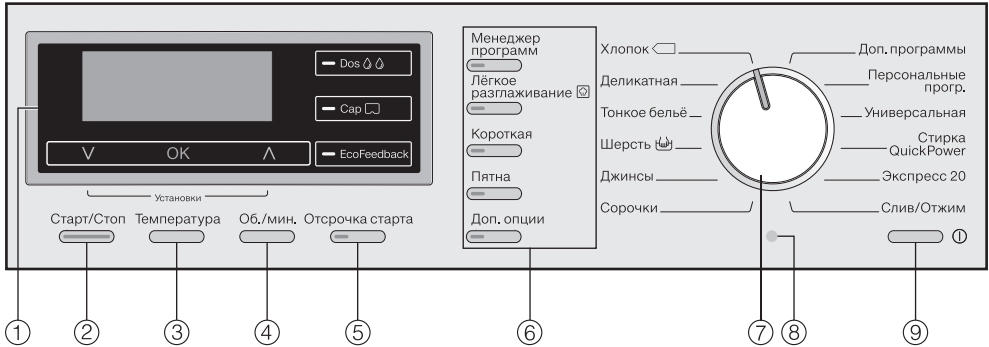 Dos
Cap
EcoFeedback
OK
Установки
Старт/Стоп
Температура
Об./мин.
Отсрочка старта
Менеджер
программ
Лёгкое
разглаживание
Короткая
Пятна
Доп. опции
Хлопок
Деликатная
Тонкое бельё
Шерсть
Джинсы
Сорочки
Доп. программы
Персональные
прогр.
Универсальная
Стирка
QuickPower
Экспресс 20
Слив/Отжим
1
2
3
4
5
6
7
8
9